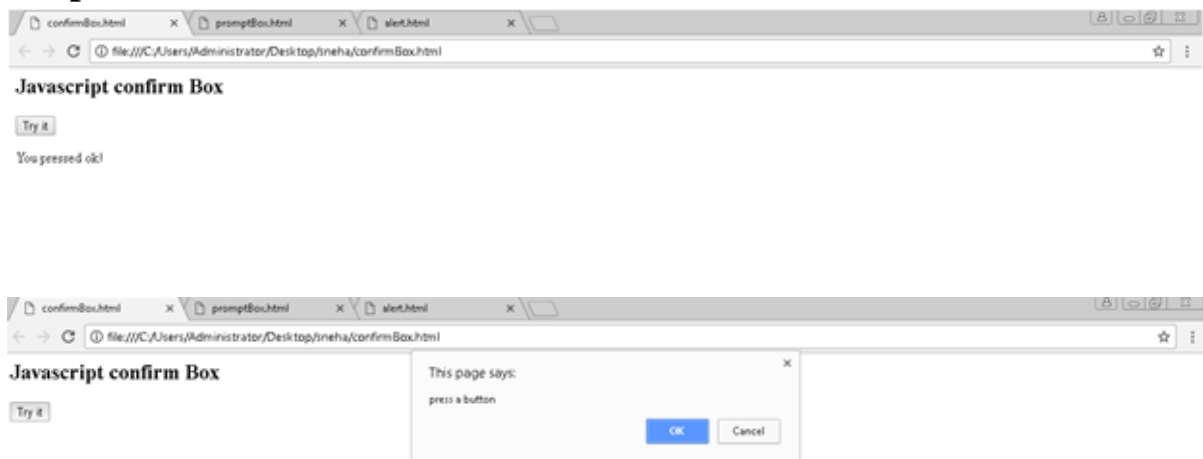 confirmBox.html promptBox.html alert.html
file:///C:/Users/Administrator/Desktop/sneha/confirmBox.html
Javascript confirm Box
Try it
You pressed ok!
confirmBox.html promptBox.html alert.html
file:///C:/Users/Administrator/Desktop/sneha/confirmBox.html
Javascript confirm Box
Try it
This page says:
press a button
OK Cancel